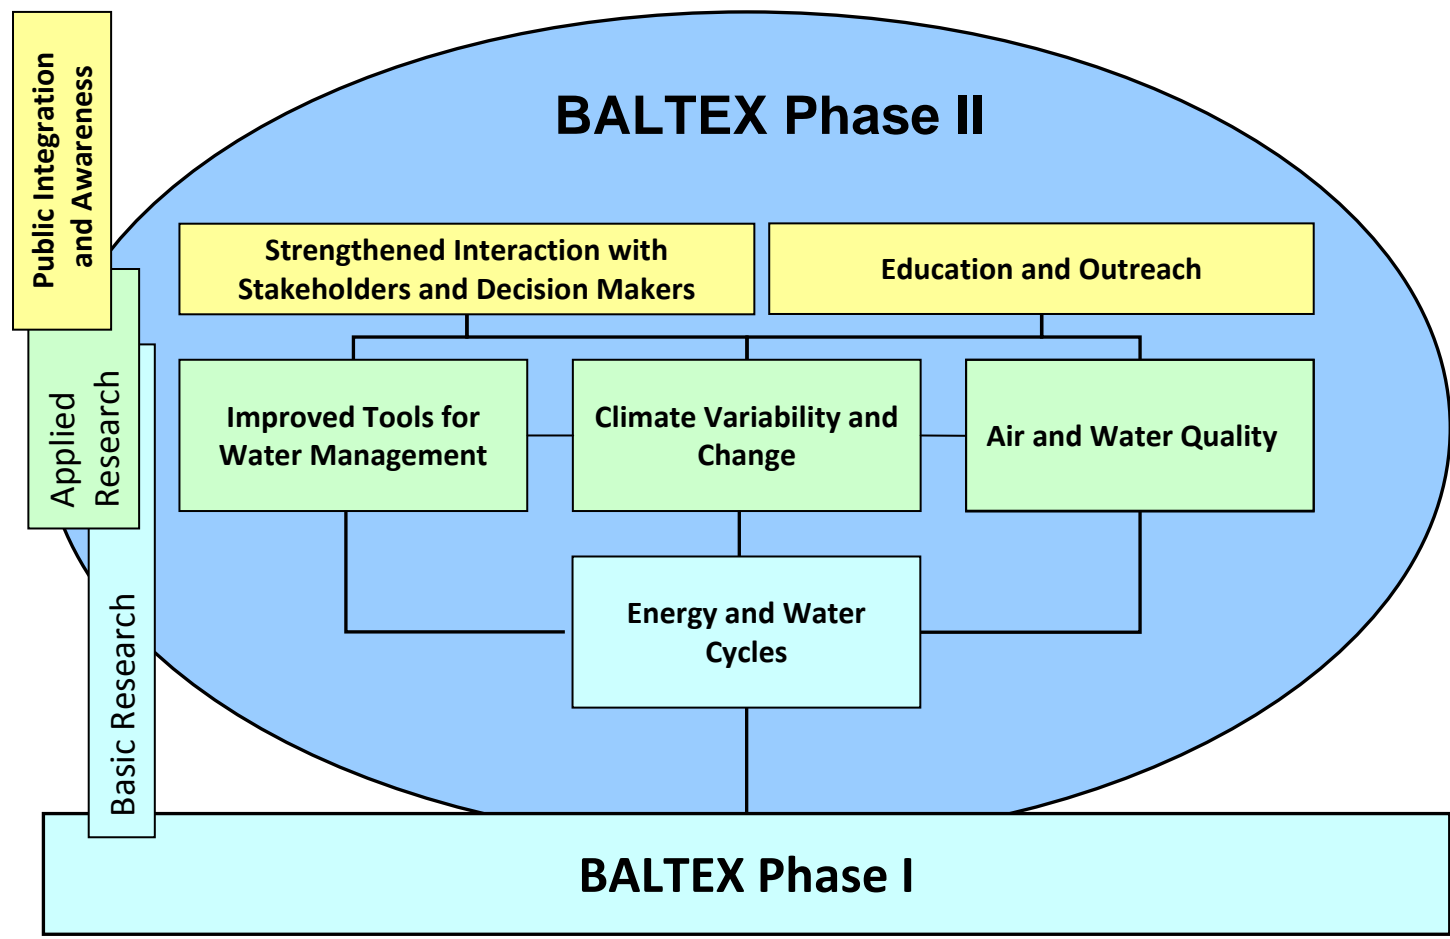 Public Integration
and Awareness
Applied
Research
Basic Research
BALTEX Phase II
Strengthened Interaction with
Stakeholders and Decision Makers
Education and Outreach
Improved Tools for
Water Management
Climate Variability and
Change
Air and Water Quality
Energy and Water
Cycles
BALTEX Phase I